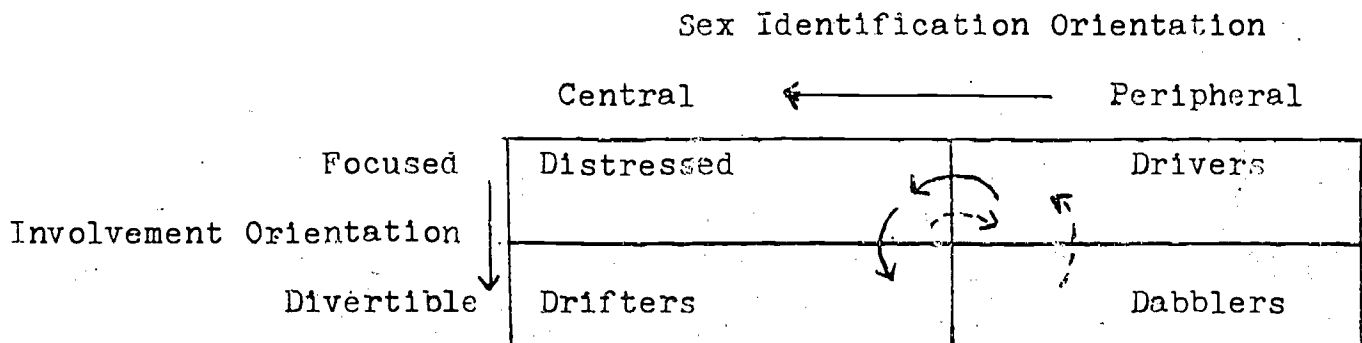 Sex Identification Orientation
Central Peripheral
Focused Distressed Drivers
Involvement Orientation
Divertible Drifters Dabblers